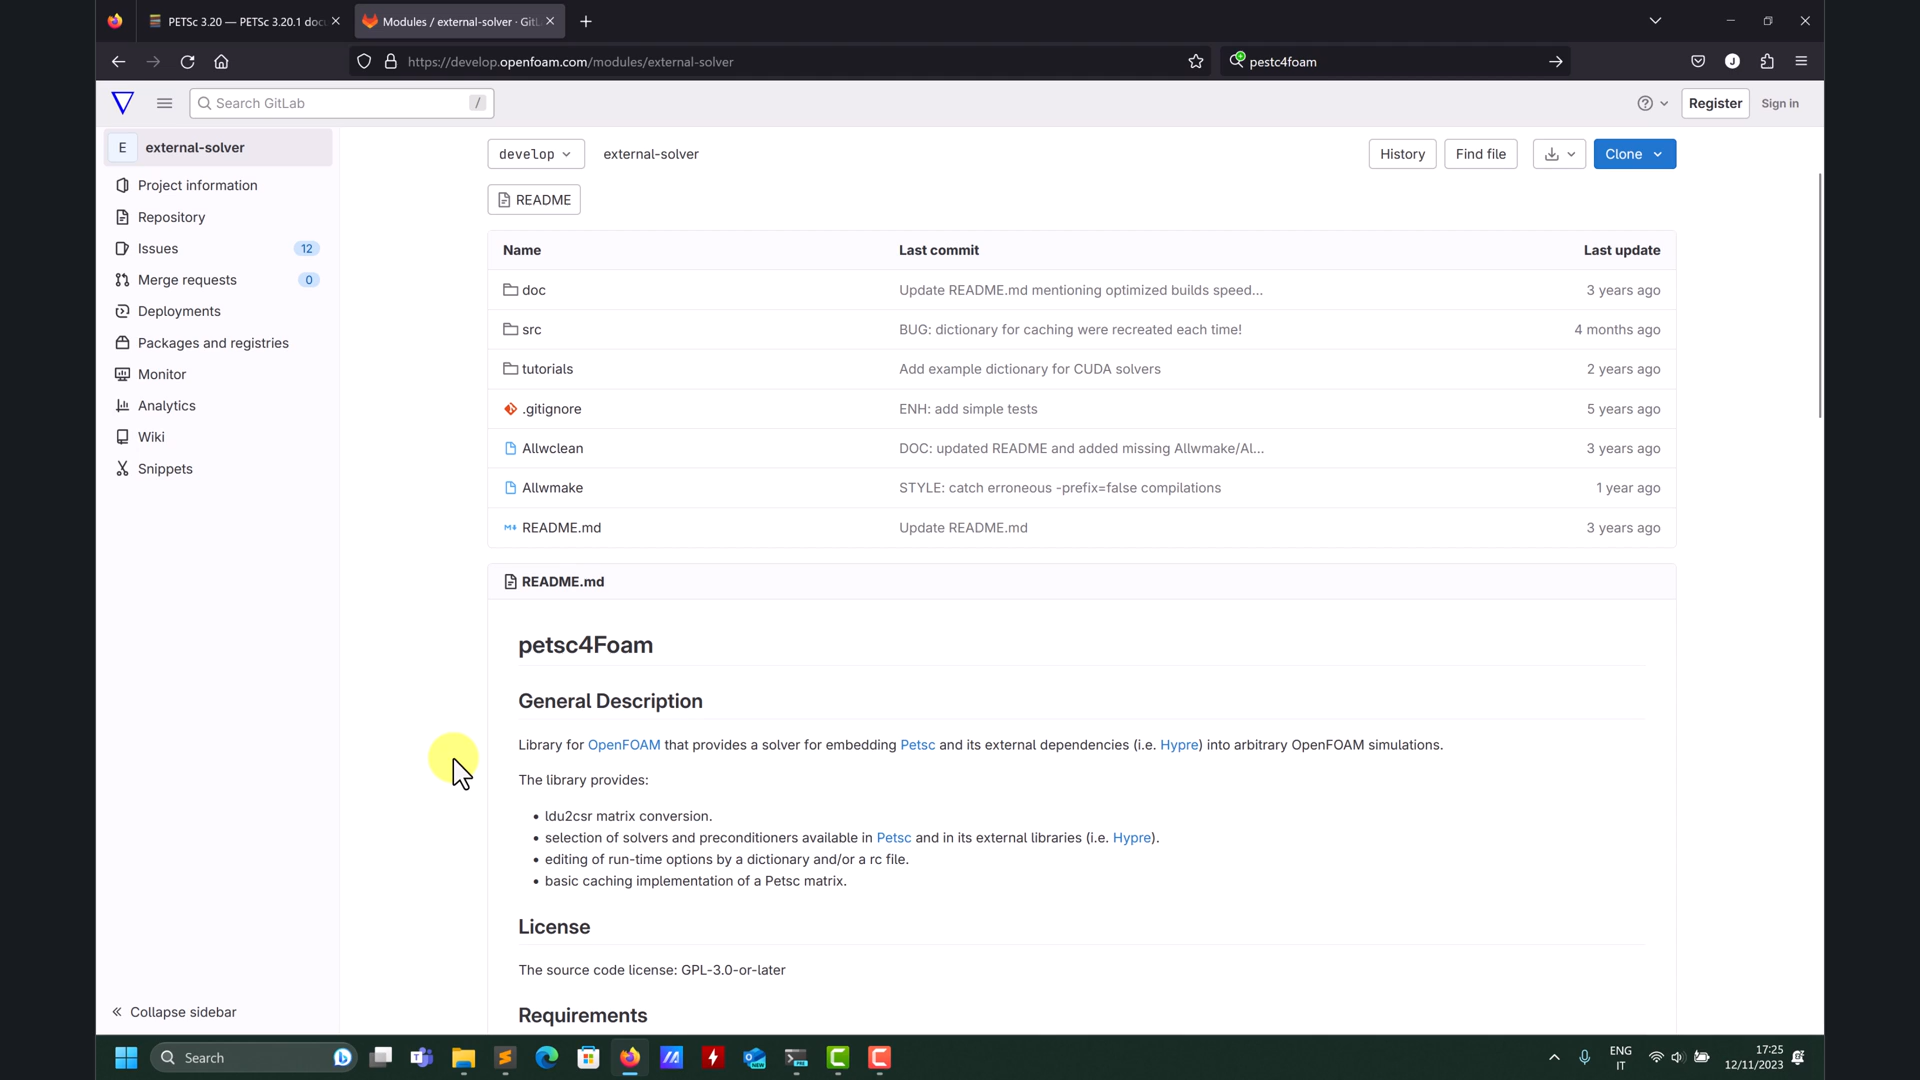 PETSc 3.20 — PETSc 3.20.1 docu
Modules / external-solver · GitL
https://develop.openfoam.com/modules/external-solver
pestc4foam
J
Search GitLab
/
Register
Sign in
E
external-solver
Project information
Repository
Issues
12
Merge requests
0
Deployments
Packages and registries
Monitor
Analytics
Wiki
Snippets
Collapse sidebar
develop
external-solver
History
Find file
Clone
README
Name Last commit Last update
doc Update README.md mentioning optimized builds speed... 3 years ago
src BUG: dictionary for caching were recreated each time! 4 months ago
tutorials Add example dictionary for CUDA solvers 2 years ago
.gitignore ENH: add simple tests 5 years ago
Allwclean DOC: updated README and added missing Allwmake/Al... 3 years ago
Allwmake STYLE: catch erroneous -prefix=false compilations 1 year ago
README.md Update README.md 3 years ago
README.md
petsc4Foam
General Description
Library for OpenFOAM that provides a solver for embedding Petsc and its external dependencies (i.e. Hypre) into arbitrary OpenFOAM simulations.
The library provides:
• ldu2csr matrix conversion.
• selection of solvers and preconditioners available in Petsc and in its external libraries (i.e. Hypre).
• editing of run-time options by a dictionary and/or a rc file.
• basic caching implementation of a Petsc matrix.
License
The source code license: GPL-3.0-or-later
Requirements
Search
ENG
IT
17:25
12/11/2023